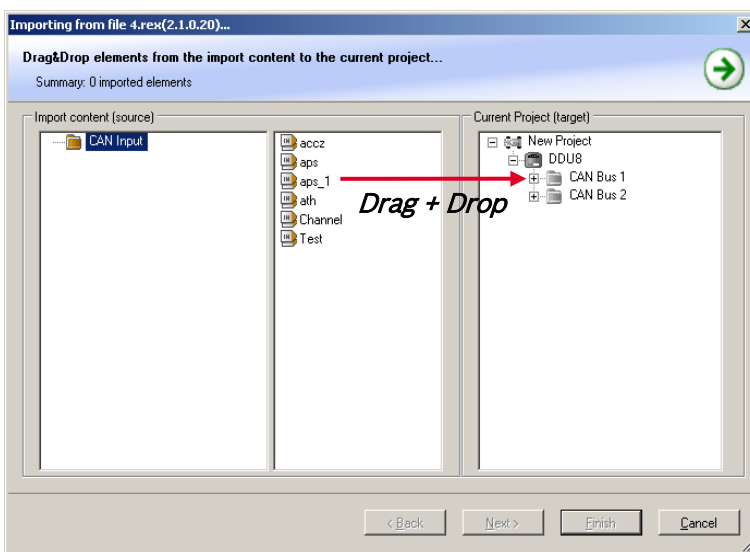 Importing from file 4.rex(2.1.0.20)...
Drag&Drop elements from the import content to the current project...
Summary: 0 imported elements
Import content (source)
CAN Input
accz
aps
aps_1
ath
Channel
Test
Drag + Drop
Current Project (target)
New Project
DDU8
CAN Bus 1
CAN Bus 2
< Back
Next >
Finish
Cancel